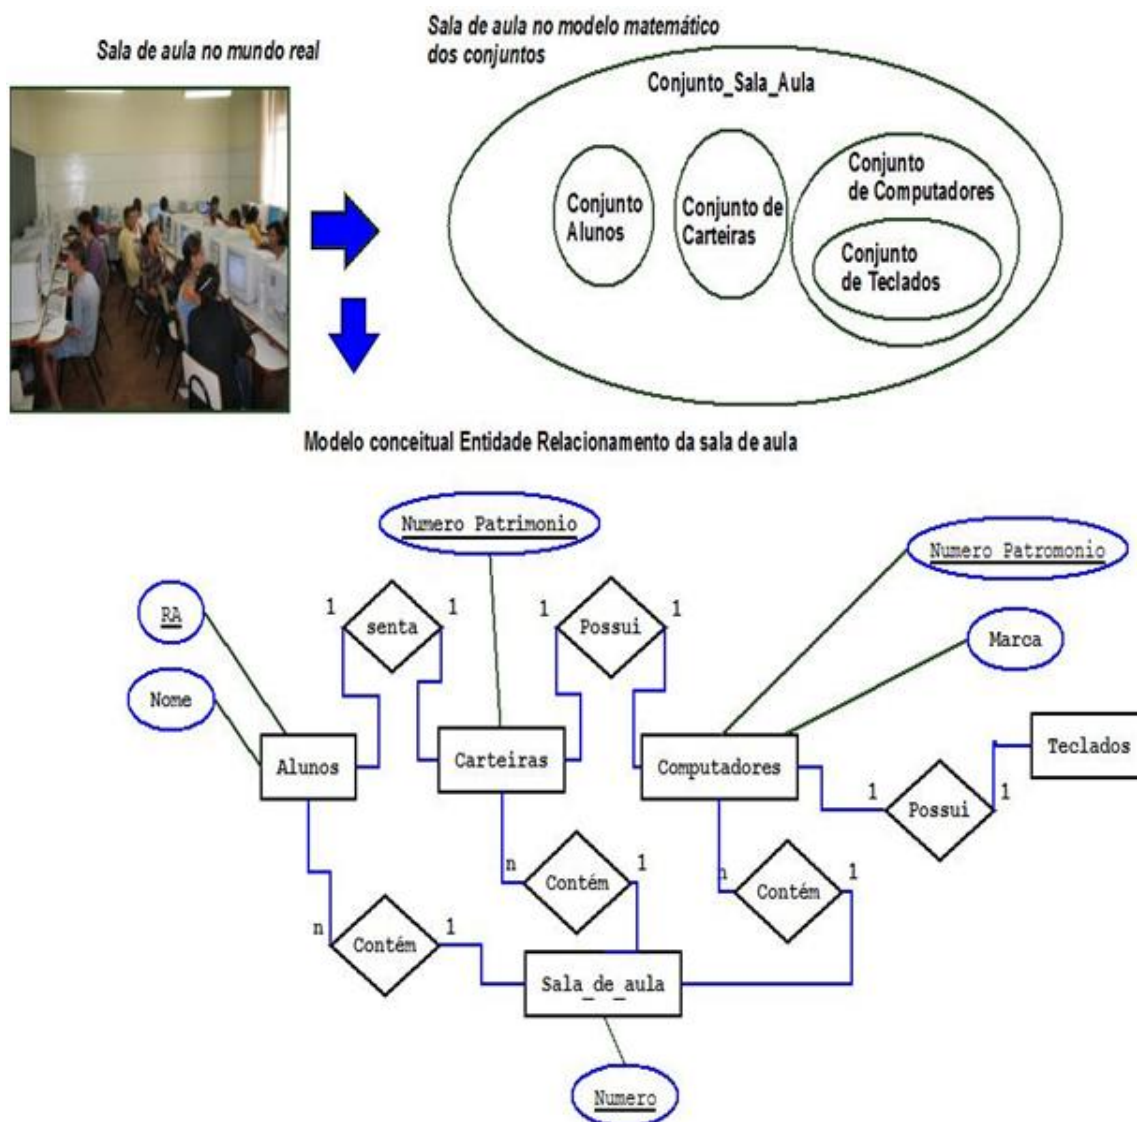 Sala de aula no mundo real
Sala de aula no modelo matemático
dos conjuntos
Conjunto_Sala_Aula
Conjunto
Alunos
Conjunto de
Carteiras
Conjunto
de Computadores
Conjunto
de Teclados
Modelo conceitual Entidade Relacionamento da sala de aula
Numero Patrimonio
Numero Patromonio
RA
1
senta
1
1
Possui
1
Marca
Nome
Alunos
Carteiras
Computadores
Teclados
1
Possui
1
n
Contém
1
n
Contém
1
n
Contém
1
Sala_de_aula
Numero